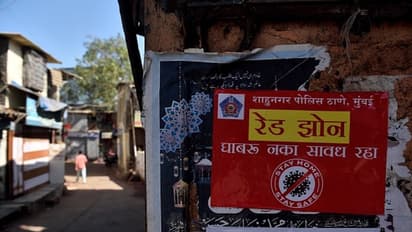 शाहूनगर पोलिस ठाणे, मुंबई
रेड झोन
घाबरू नका सावध रहा
STAY HOME
STAY SAFE